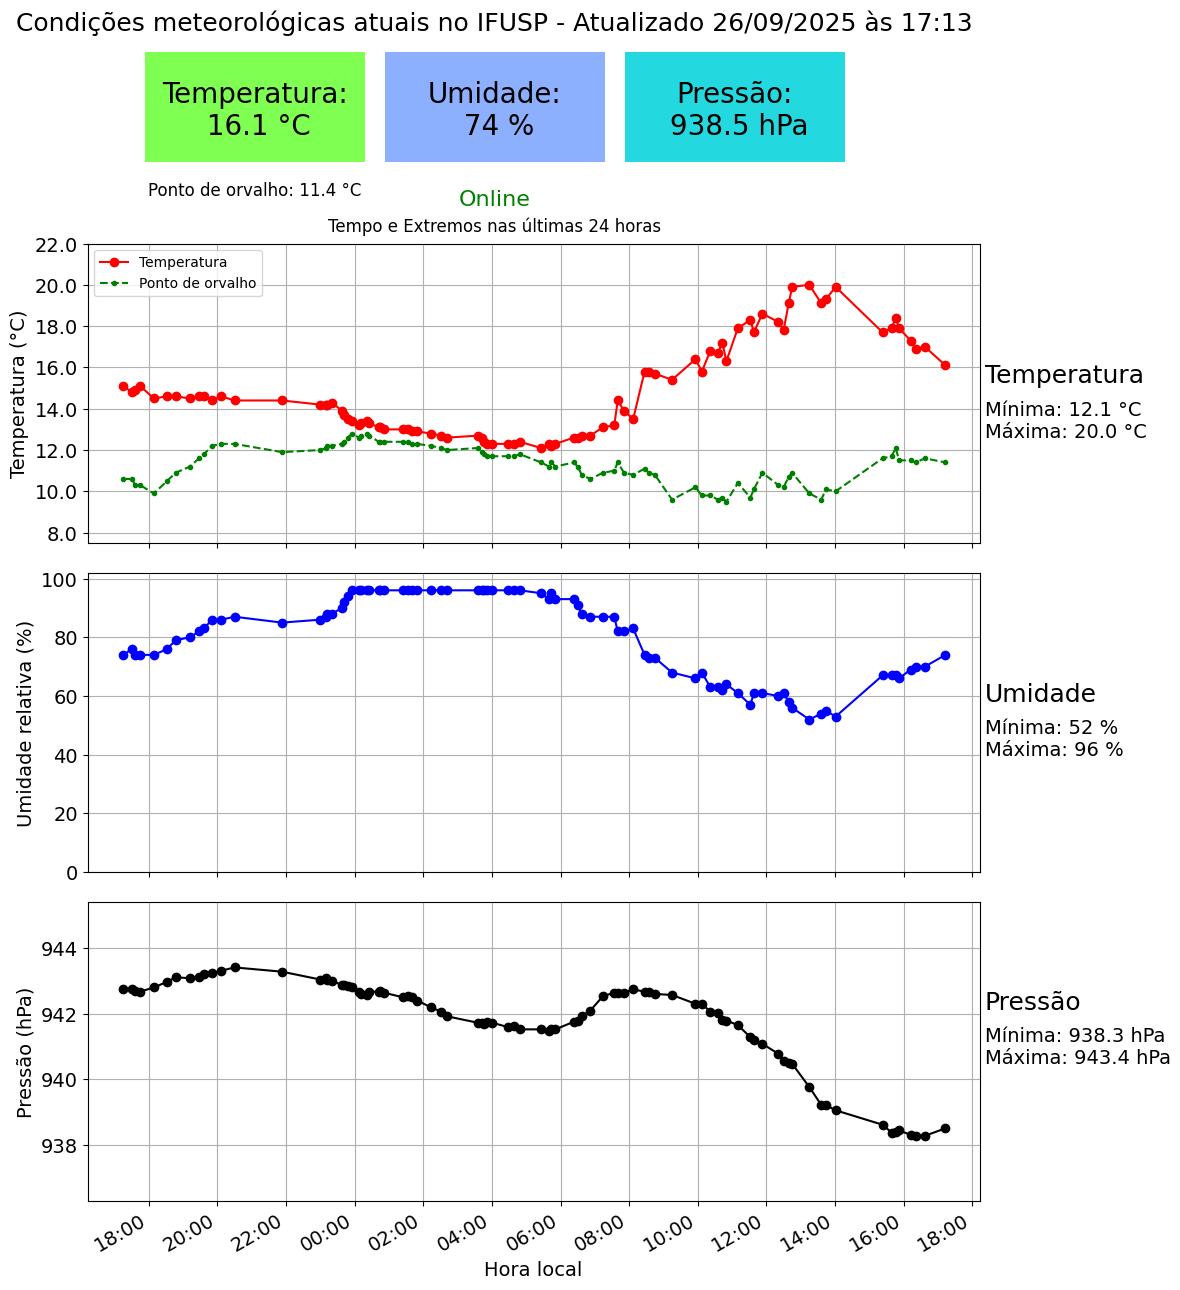 Condições meteorológicas atuais no IFUSP - Atualizado 26/09/2025 às 17:13
Temperatura:
16.1 °C
Umidade:
74 %
Pressão:
938.5 hPa
Ponto de orvalho: 11.4 °C
Online
Tempo e Extremos nas últimas 24 horas
Temperatura (°C)
22.0
20.0
18.0
16.0
14.0
12.0
10.0
8.0
Temperatura
Ponto de orvalho
Temperatura
Mínima: 12.1 °C
Máxima: 20.0 °C
Umidade relativa (%)
100
80
60
40
20
0
Umidade
Mínima: 52 %
Máxima: 96 %
Pressão (hPa)
944
942
940
938
Pressão
Mínima: 938.3 hPa
Máxima: 943.4 hPa
18:00
20:00
22:00
00:00
02:00
04:00
06:00
08:00
10:00
12:00
14:00
16:00
18:00
Hora local